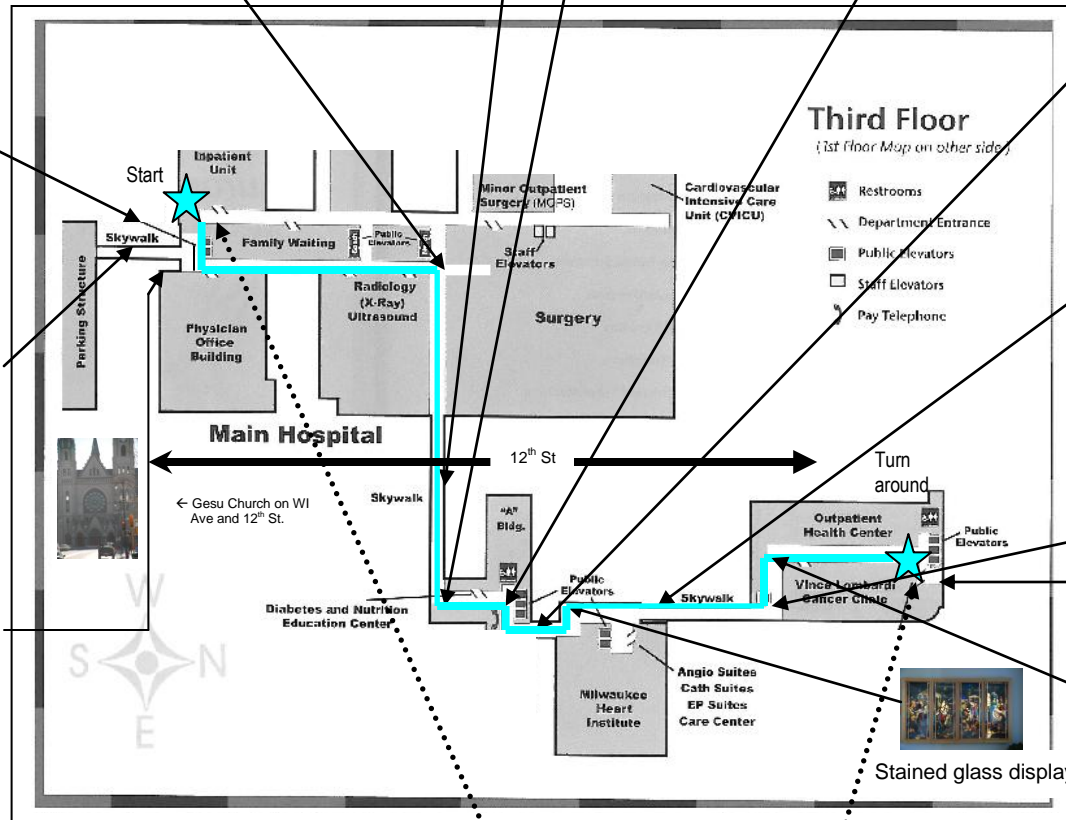 Third Floor
(1st Floor Map on other side)
Restrooms
Department Entrance
Public Elevators
Staff Elevators
Pay Telephone
Start
Inpatient
Unit
Skywalk
Family Waiting
Public
Elevators
Minor Outpatient
Surgery (MOPS)
Cardiovascular
Intensive Care
Unit (CVICU)
Staff
Elevators
Parking Structure
Physician
Office
Building
Radiology
(X-Ray)
Ultrasound
Surgery
Main Hospital
12th St
← Gesu Church on WI
Ave and 12th St.
Skywalk
"A"
Bldg.
Turn
around
Outpatient
Health Center
Public
Elevators
Vince Lombardi
Cancer Clinic
Diabetes and Nutrition
Education Center
Public
Elevators
Skywalk
Angio Suites
Cath Suites
EP Suites
Care Center
Milwaukee
Heart
Institute
W
S N
E
Stained glass display